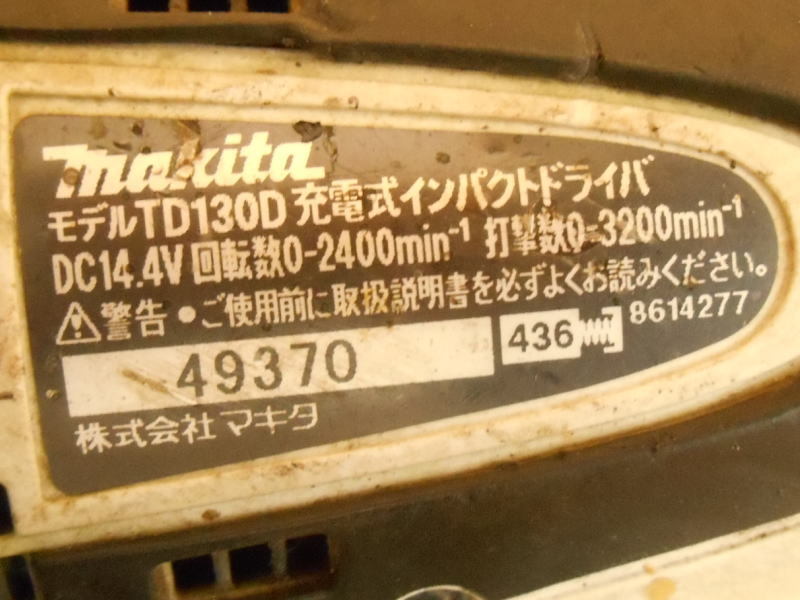 makita
モデルTD130D 充電式インパクトドライバ
DC14.4V 回転数0-2400min⁻¹ 打撃数0-3200min⁻¹
⚠警告 ●ご使用前に取扱説明書を必ずよくお読みください。
49370 436 8614277
株式会社マキタ